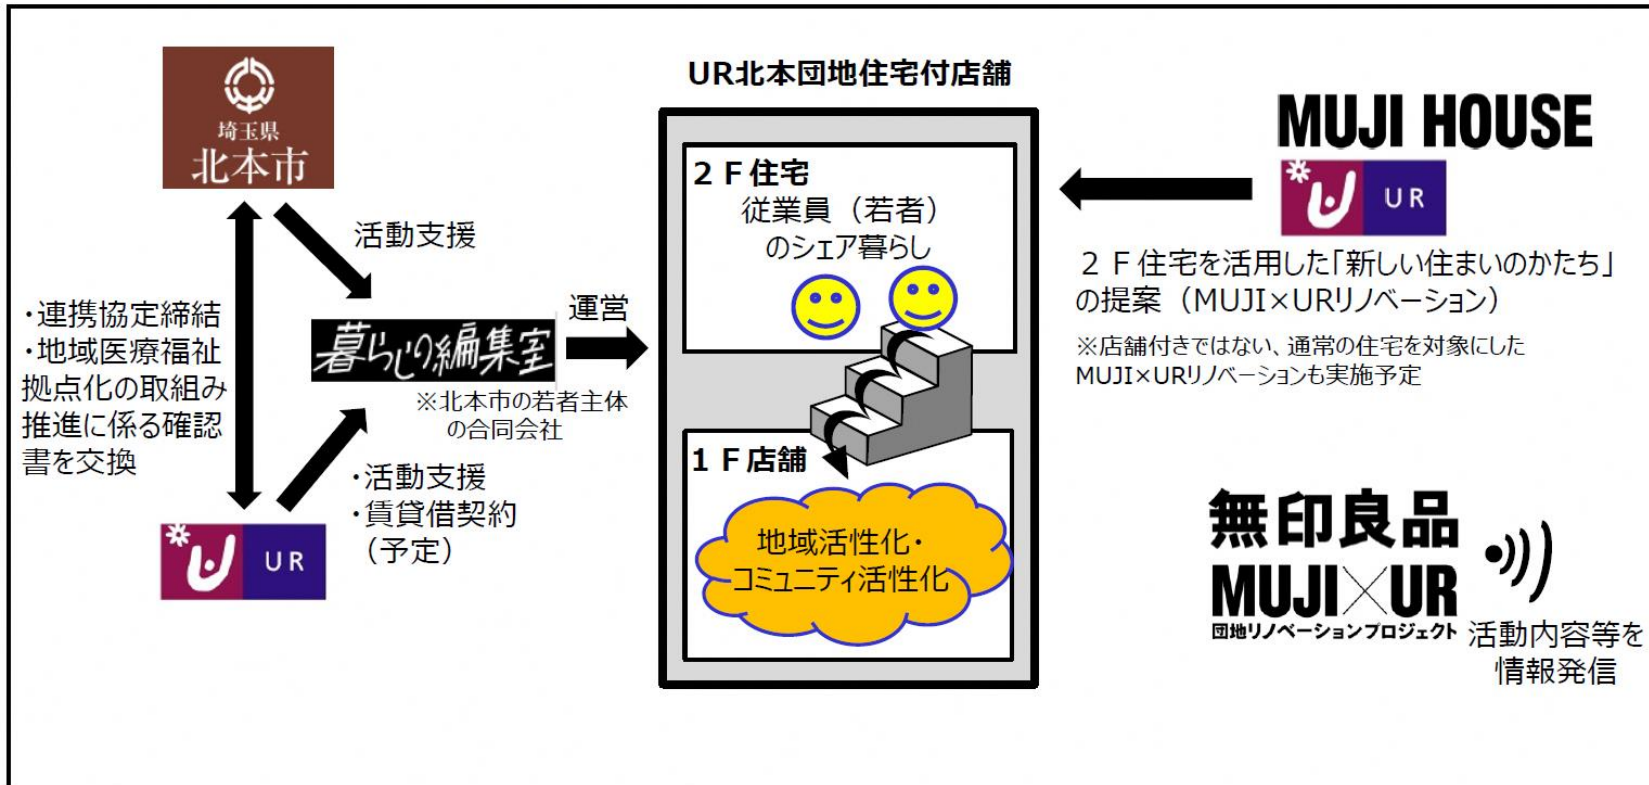 埼玉県
北本市
活動支援
・連携協定締結
・地域医療福祉
拠点化の取組み
推進に係る確認
書を交換
暮らしの編集室
※北本市の若者主体
の合同会社
運営
・活動支援
・賃貸借契約
（予定）
UR
UR北本団地住宅付店舗
２Ｆ住宅
従業員（若者）
のシェア暮らし
１Ｆ店舗
地域活性化・
コミュニティ活性化
MUJI HOUSE
UR
２Ｆ住宅を活用した「新しい住まいのかたち」
の提案（MUJI×URリノベーション）
※店舗付きではない、通常の住宅を対象にした
MUJI×URリノベーションも実施予定
無印良品
MUJI×UR
団地リノベーションプロジェクト
活動内容等を
情報発信